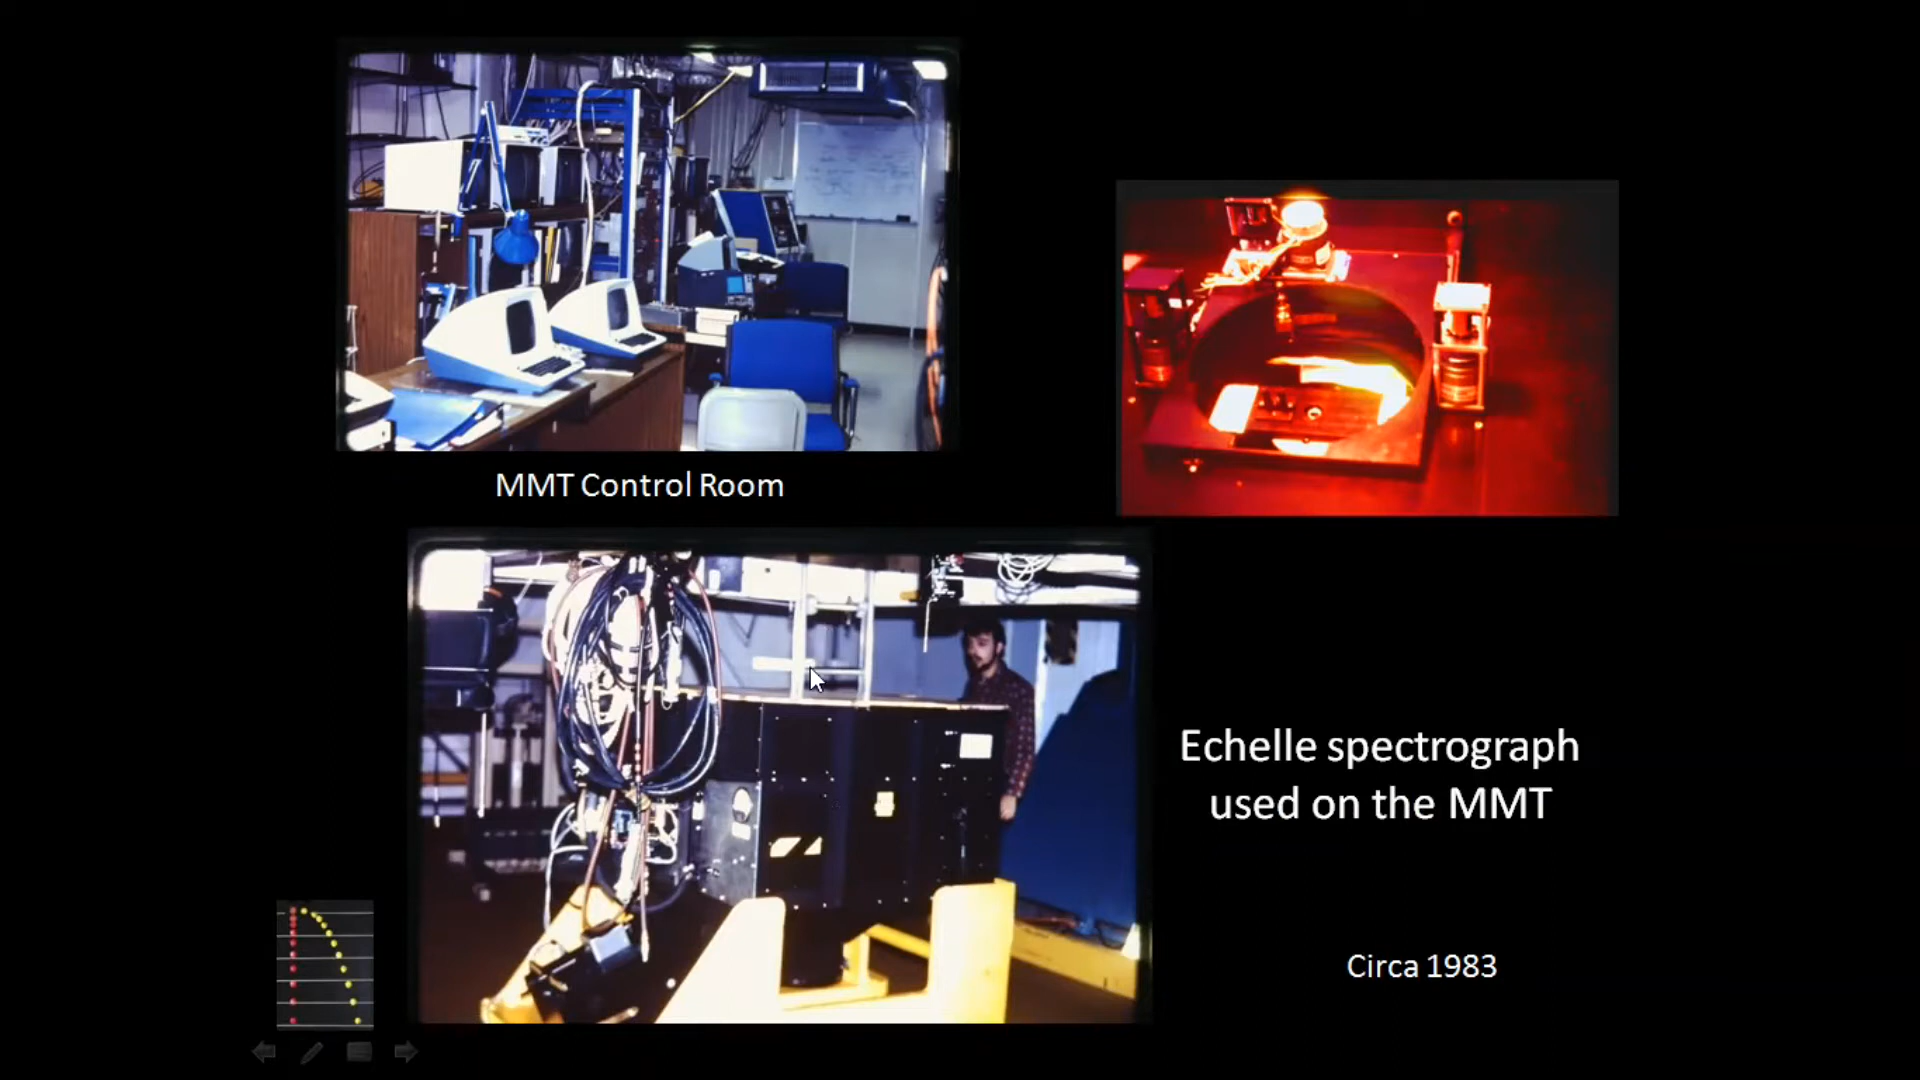 MMT Control Room
Echelle spectrograph
used on the MMT
Circa 1983